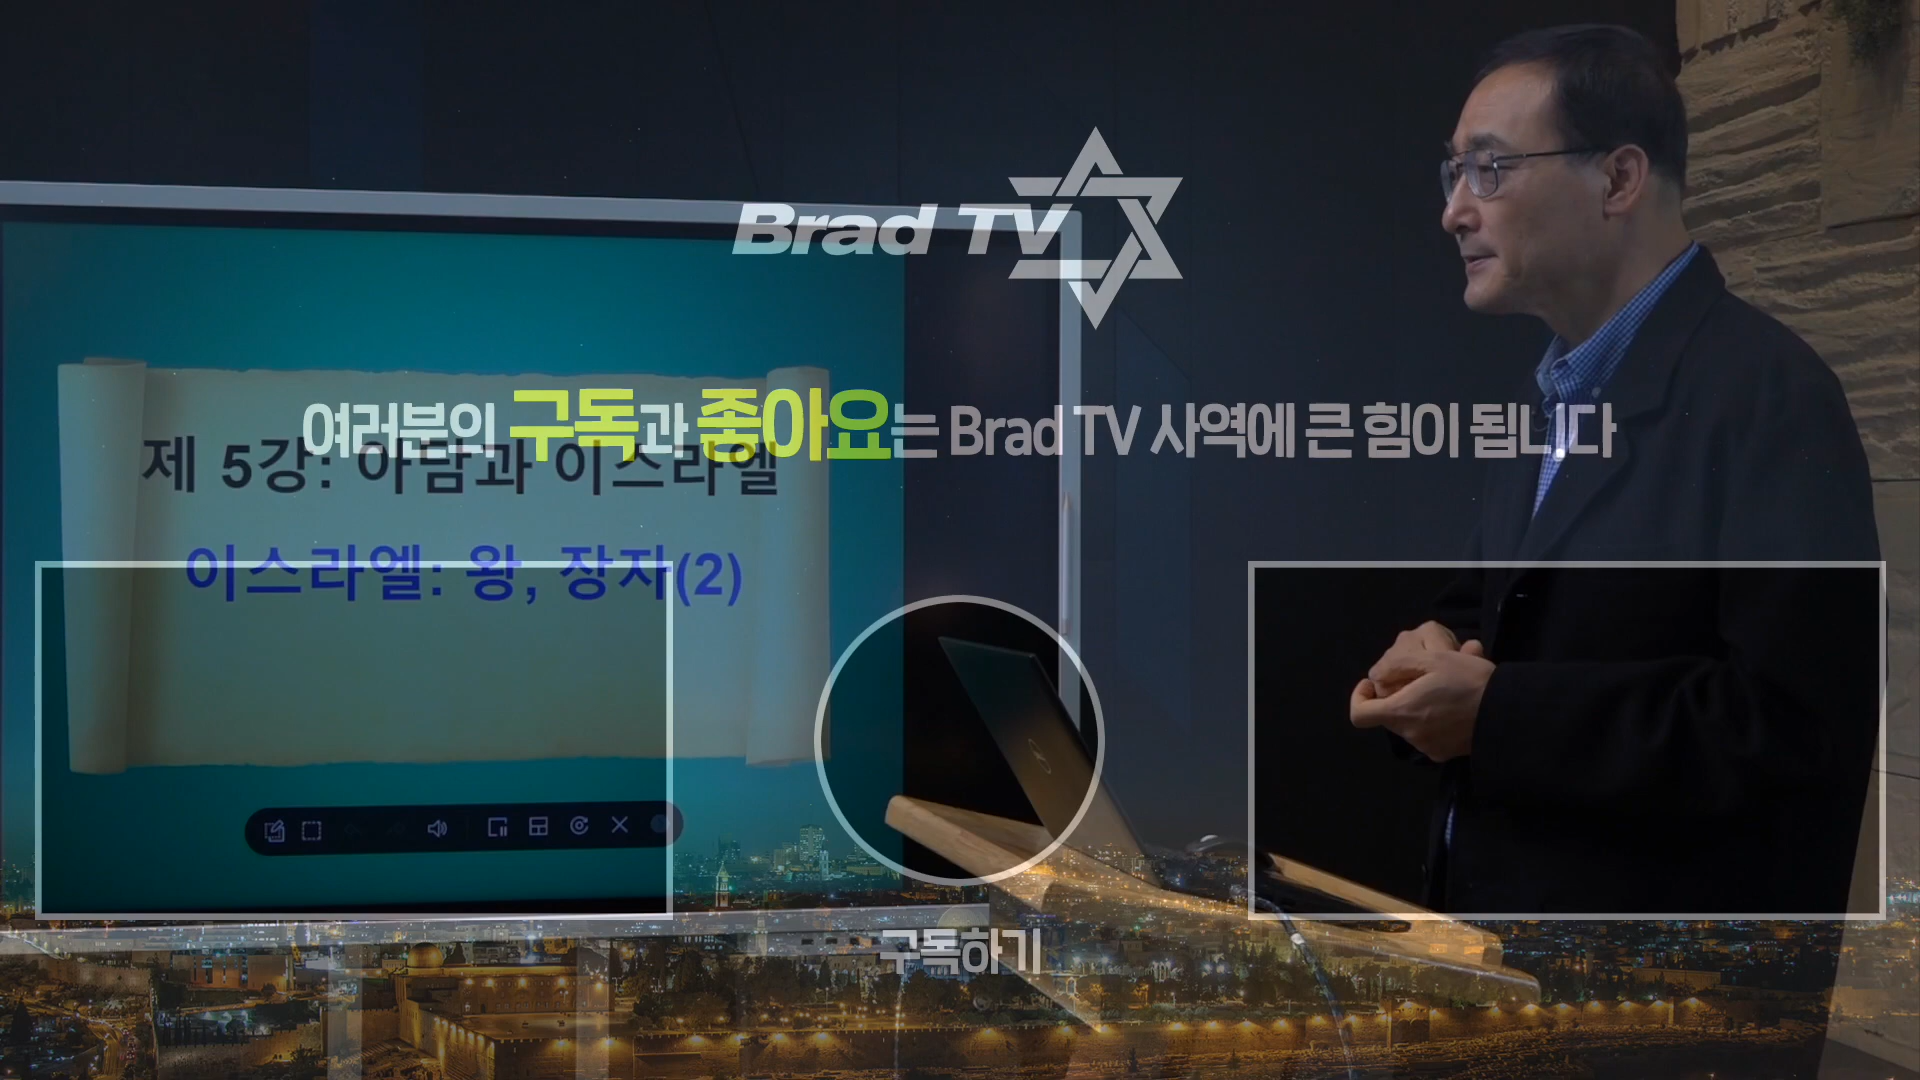 Brad TV
여러분의 구독과 좋아요는 Brad TV 사역에 큰 힘이 됩니다
제 5강: 아담과 이스라엘
이스라엘: 왕, 장자(2)
구독하기